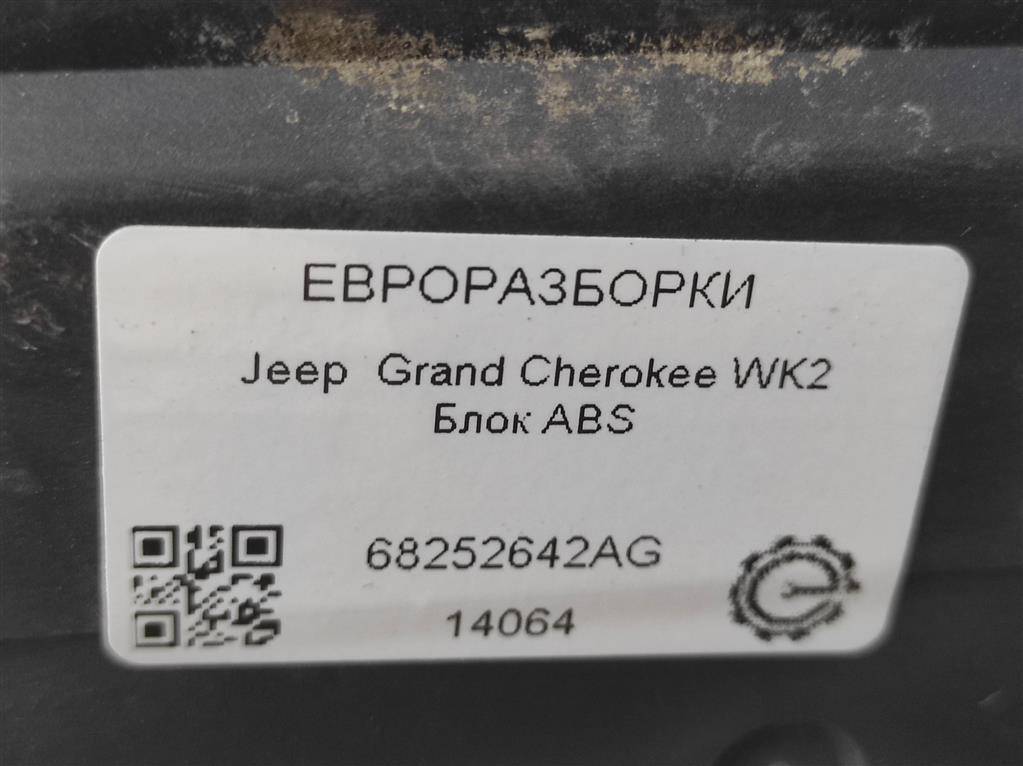 ЕВРОРАЗБОРКИ
Jeep Grand Cherokee WK2
Блок ABS
68252642AG
14064